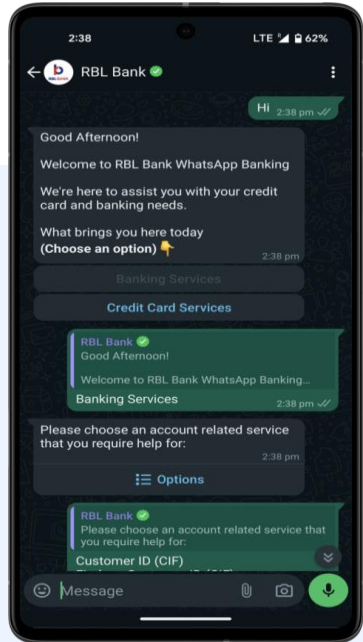 2:38
LTE 62%
RBL BANK
RBL Bank
Hi 2:38 pm
Good Afternoon!
Welcome to RBL Bank WhatsApp Banking
We're here to assist you with your credit
card and banking needs.
What brings you here today
(Choose an option)
2:38 pm
Banking Services
Credit Card Services
RBL Bank
Good Afternoon!
Welcome to RBL Bank WhatsApp Banking...
Banking Services
2:38 pm
Please choose an account related service
that you require help for:
2:38 pm
Options
RBL Bank
Please choose an account related service that
you require help for:
Customer ID (CIF)
Message